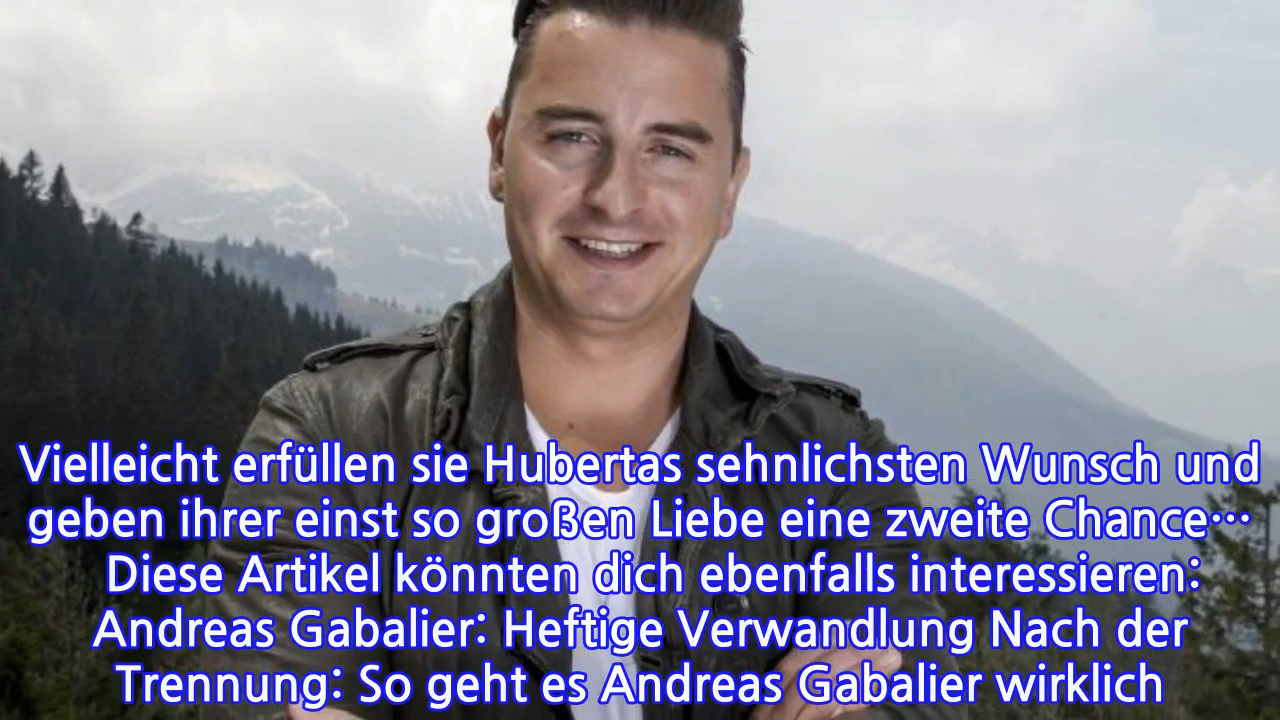 Vielleicht erfüllen sie Hubertas sehnlichsten Wunsch und
geben ihrer einst so großen Liebe eine zweite Chance…
Diese Artikel könnten dich ebenfalls interessieren:
Andreas Gabalier: Heftige Verwandlung Nach der
Trennung: So geht es Andreas Gabalier wirklich